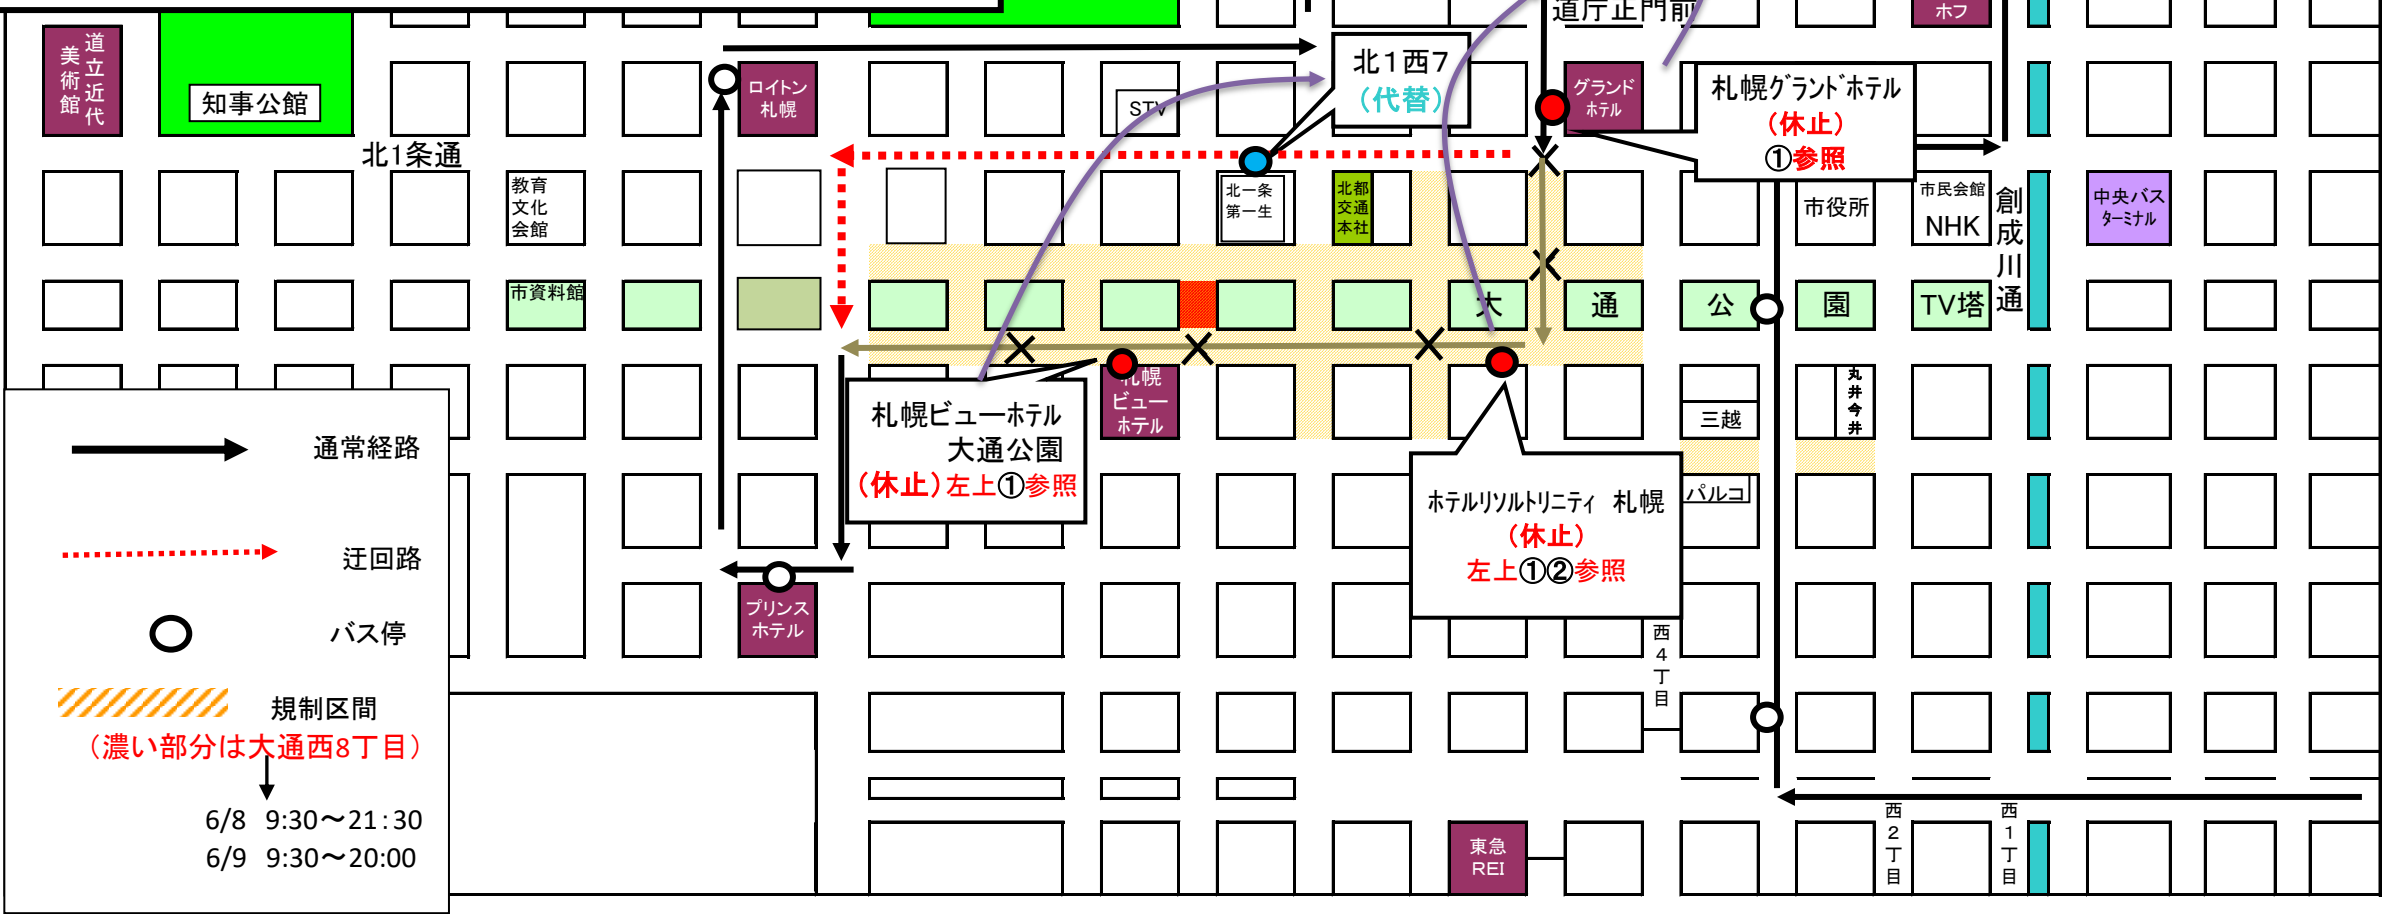 道庁正門前
ホフ
道立近代
美術館
知事公館
ロイトン
札幌
STV
北1西7
（代替）
グランド
ホテル
札幌グランドホテル
（休止）
①参照
北1条通
教育
文化
会館
北一条
第一生
北都
交通
本社
市役所
市民会館
NHK
創成川通
中央バス
ターミナル
市資料館
大
通
公
園
TV塔
札幌
ビュー
ホテル
札幌ビューホテル
大通公園
（休止）左上①参照
三越
丸井今井
パルコ
ホテルリソルトリニティ 札幌
（休止）
左上①②参照
プリンス
ホテル
西4丁目
西2丁目
西1丁目
東急
REI
通常経路
迂回路
バス停
規制区間
（濃い部分は大通西8丁目）
6/8 9:30～21:30
6/9 9:30～20:00